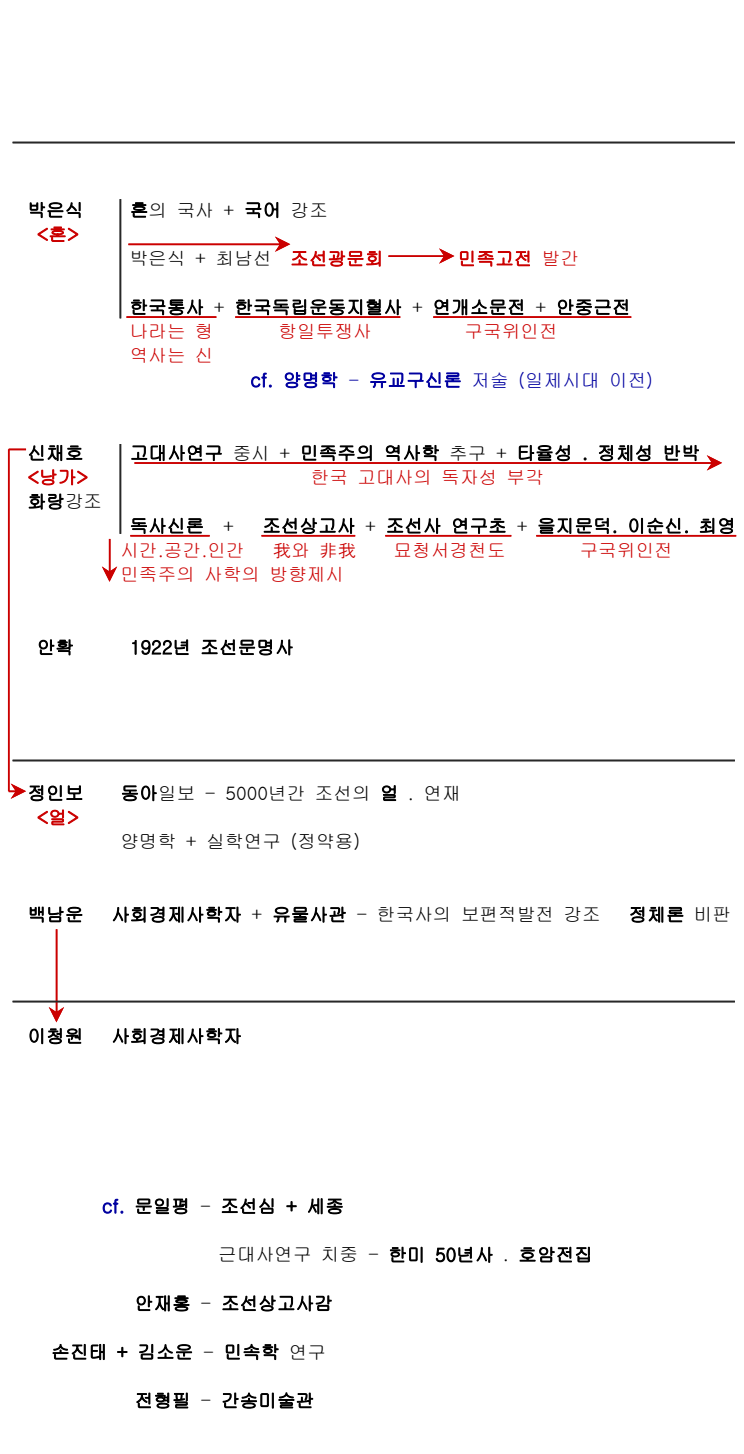 박은식 혼의 국사 + 국어 강조
<혼>
박은식 + 최남선 조선광문회 민족고전 발간
한국통사 + 한국독립운동지혈사 + 연개소문전 + 안중근전
나라는 형 항일투쟁사 구국위인전
역사는 신
cf. 양명학 - 유교구신론 저술 (일제시대 이전)
신채호 고대사연구 중시 + 민족주의 역사학 추구 + 타율성 . 정체성 반박
<낭가> 한국 고대사의 독자성 부각
화랑강조
독사신론 + 조선상고사 + 조선사 연구초 + 을지문덕. 이순신. 최영
시간.공간.인간 我와 非我 묘청서경천도 구국위인전
민족주의 사학의 방향제시
안확 1922년 조선문명사
정인보 동아일보 - 5000년간 조선의 얼 . 연재
<얼>
양명학 + 실학연구 (정약용)
백남운 사회경제사학자 + 유물사관 - 한국사의 보편적발전 강조 정체론 비판
이청원 사회경제사학자
cf. 문일평 - 조선심 + 세종
근대사연구 치중 - 한미 50년사 . 호암전집
안재홍 - 조선상고사감
손진태 + 김소운 - 민속학 연구
전형필 - 간송미술관